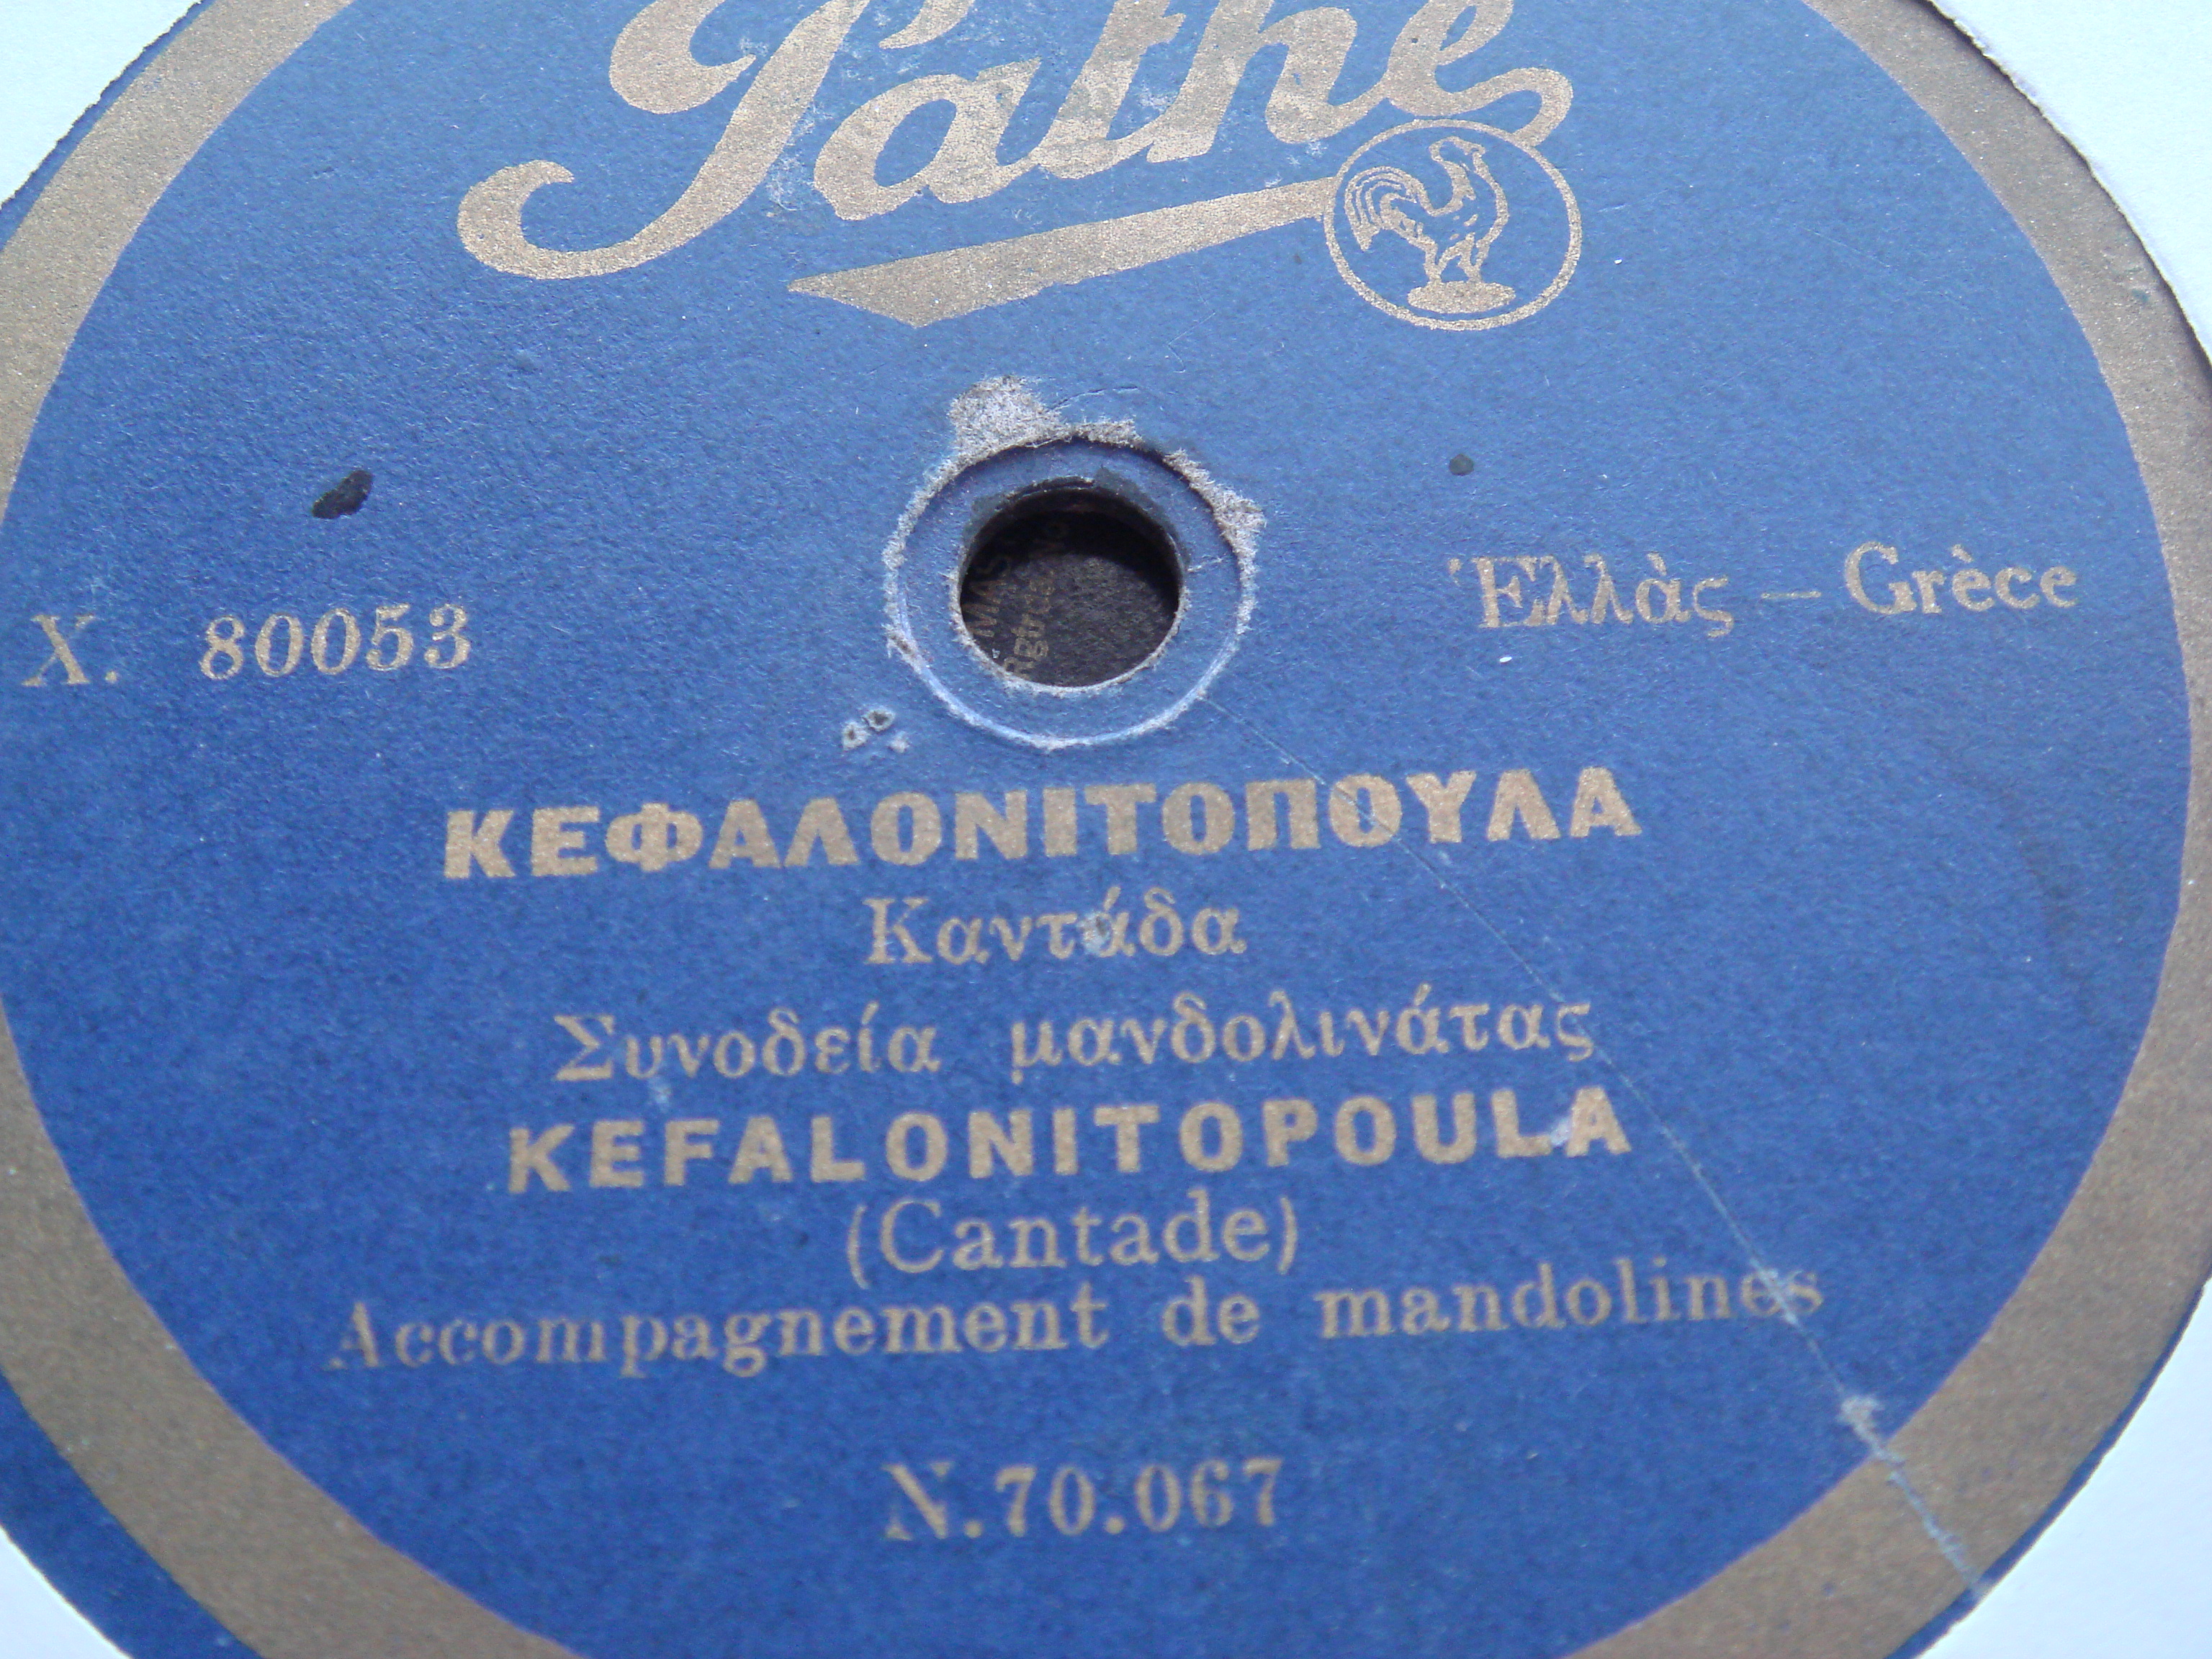 Pathé
X. 80053
Ἑλλὰς – Grèce
ΚΕΦΑΛΟΝΙΤΟΠΟΥΛΑ
Καντάδα
Συνοδεία μανδολινάτας
KEFALONITOPOULA
(Cantade)
Accompagnement de mandolines
N.70.067